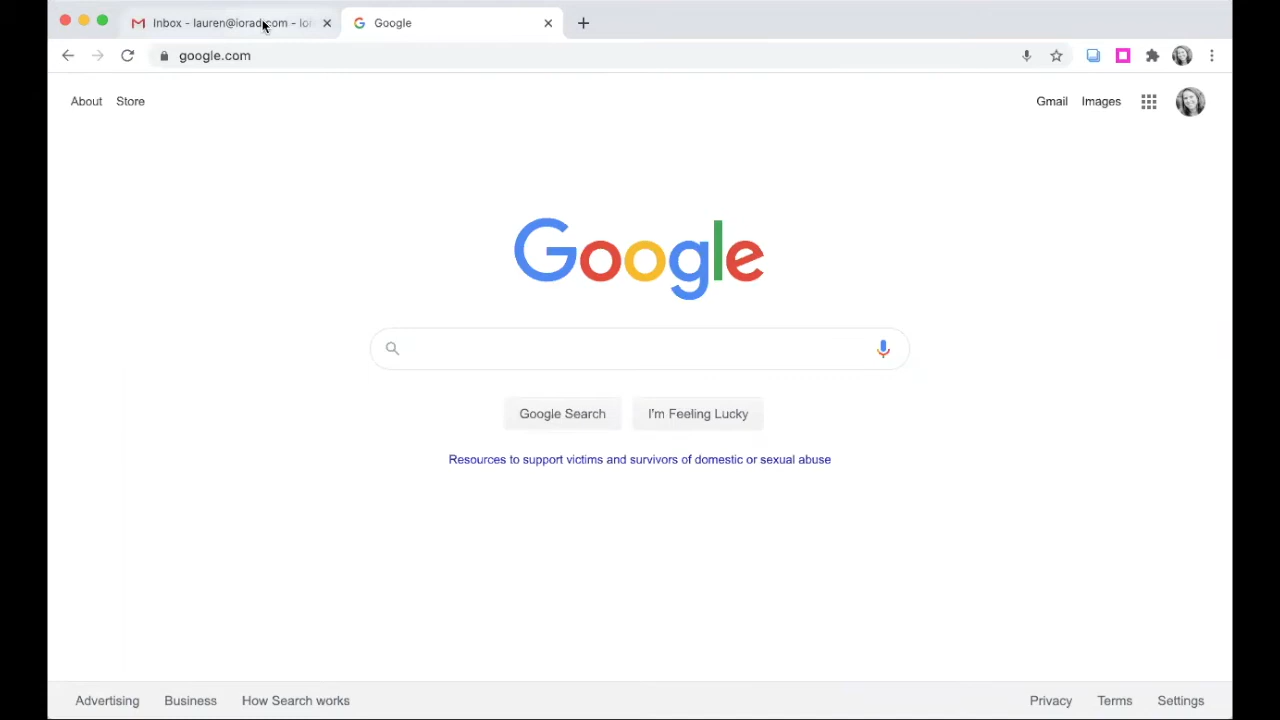 Inbox - lauren@iorad.com - Google
google.com
About Store
Gmail Images
Google
Google Search I'm Feeling Lucky
Resources to support victims and survivors of domestic or sexual abuse
Advertising Business How Search works
Privacy Terms Settings